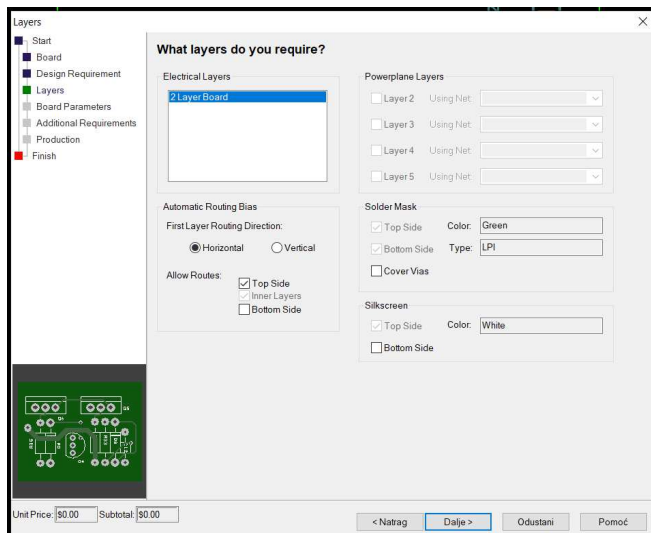 Layers
Start
Board
Design Requirement
Layers
Board Parameters
Additional Requirements
Production
Finish
What layers do you require?
Electrical Layers
2 Layer Board
Automatic Routing Bias
First Layer Routing Direction:
Horizontal Vertical
Allow Routes:
Top Side
Inner Layers
Bottom Side
Powerplane Layers
Layer 2 Using Net:
Layer 3 Using Net:
Layer 4 Using Net:
Layer 5 Using Net:
Solder Mask
Top Side Color: Green
Bottom Side Type: LPI
Cover Vias
Silkscreen
Top Side Color: White
Bottom Side
Unit Price: $0.00 Subtotal: $0.00
< Natrag Dalje > Odustani Pomoć